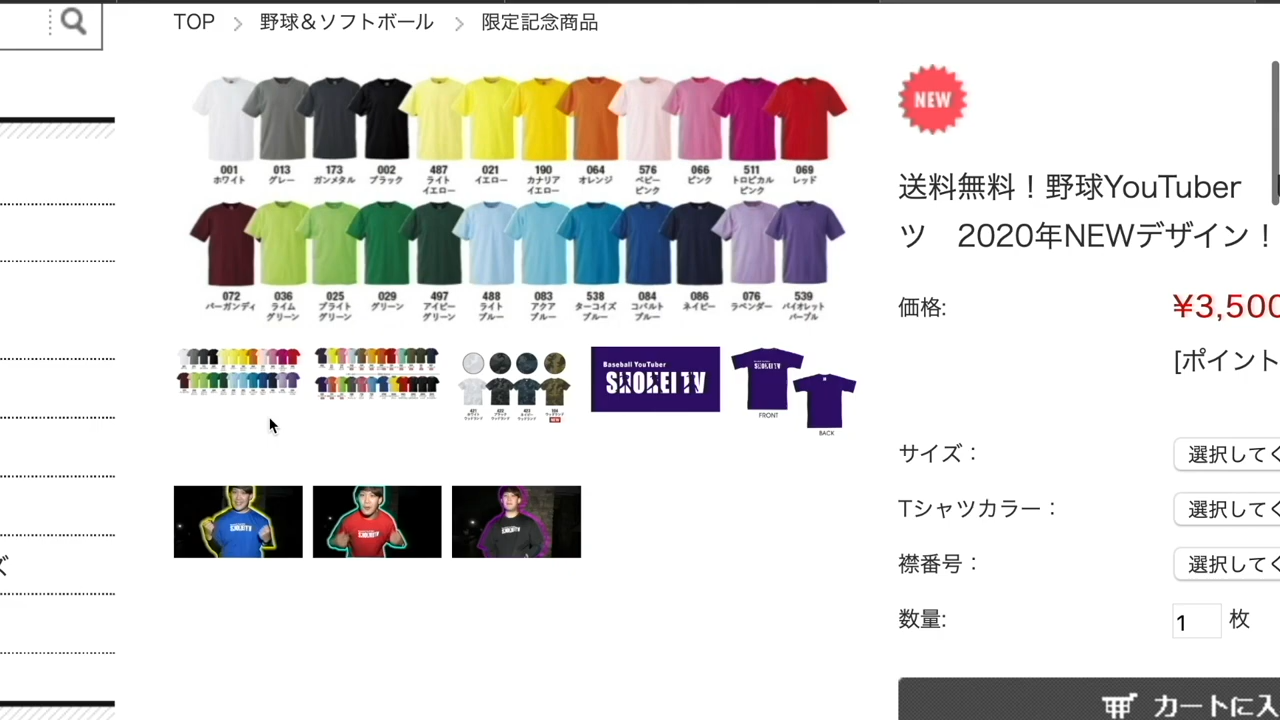 TOP > 野球＆ソフトボール > 限定記念商品
001 013 173 002 487 021 190 064 576 066 511 069
ホワイト グレー ガンメタル ブラック ライトイエロー イエロー カナリアイエロー オレンジ ベビーピンク ピンク トロピカルピンク レッド
072 036 025 029 497 488 083 538 084 086 076 539
バーガンディ ライムグリーン ブライトグリーン グリーン アイビーグリーン ライトブルー アクアブルー ターコイズブルー コバルトブルー ネイビー ラベンダー バイオレットパープル
Baseball YouTuber
SHOHEI TV
FRONT
BACK
NEW
送料無料！野球YouTuber
ツ　2020年NEWデザイン！
価格:
¥3,500
[ポイント
サイズ：
選択してく
Tシャツカラー：
選択してく
襟番号：
選択してく
数量:
1 枚
カートに入
ズ